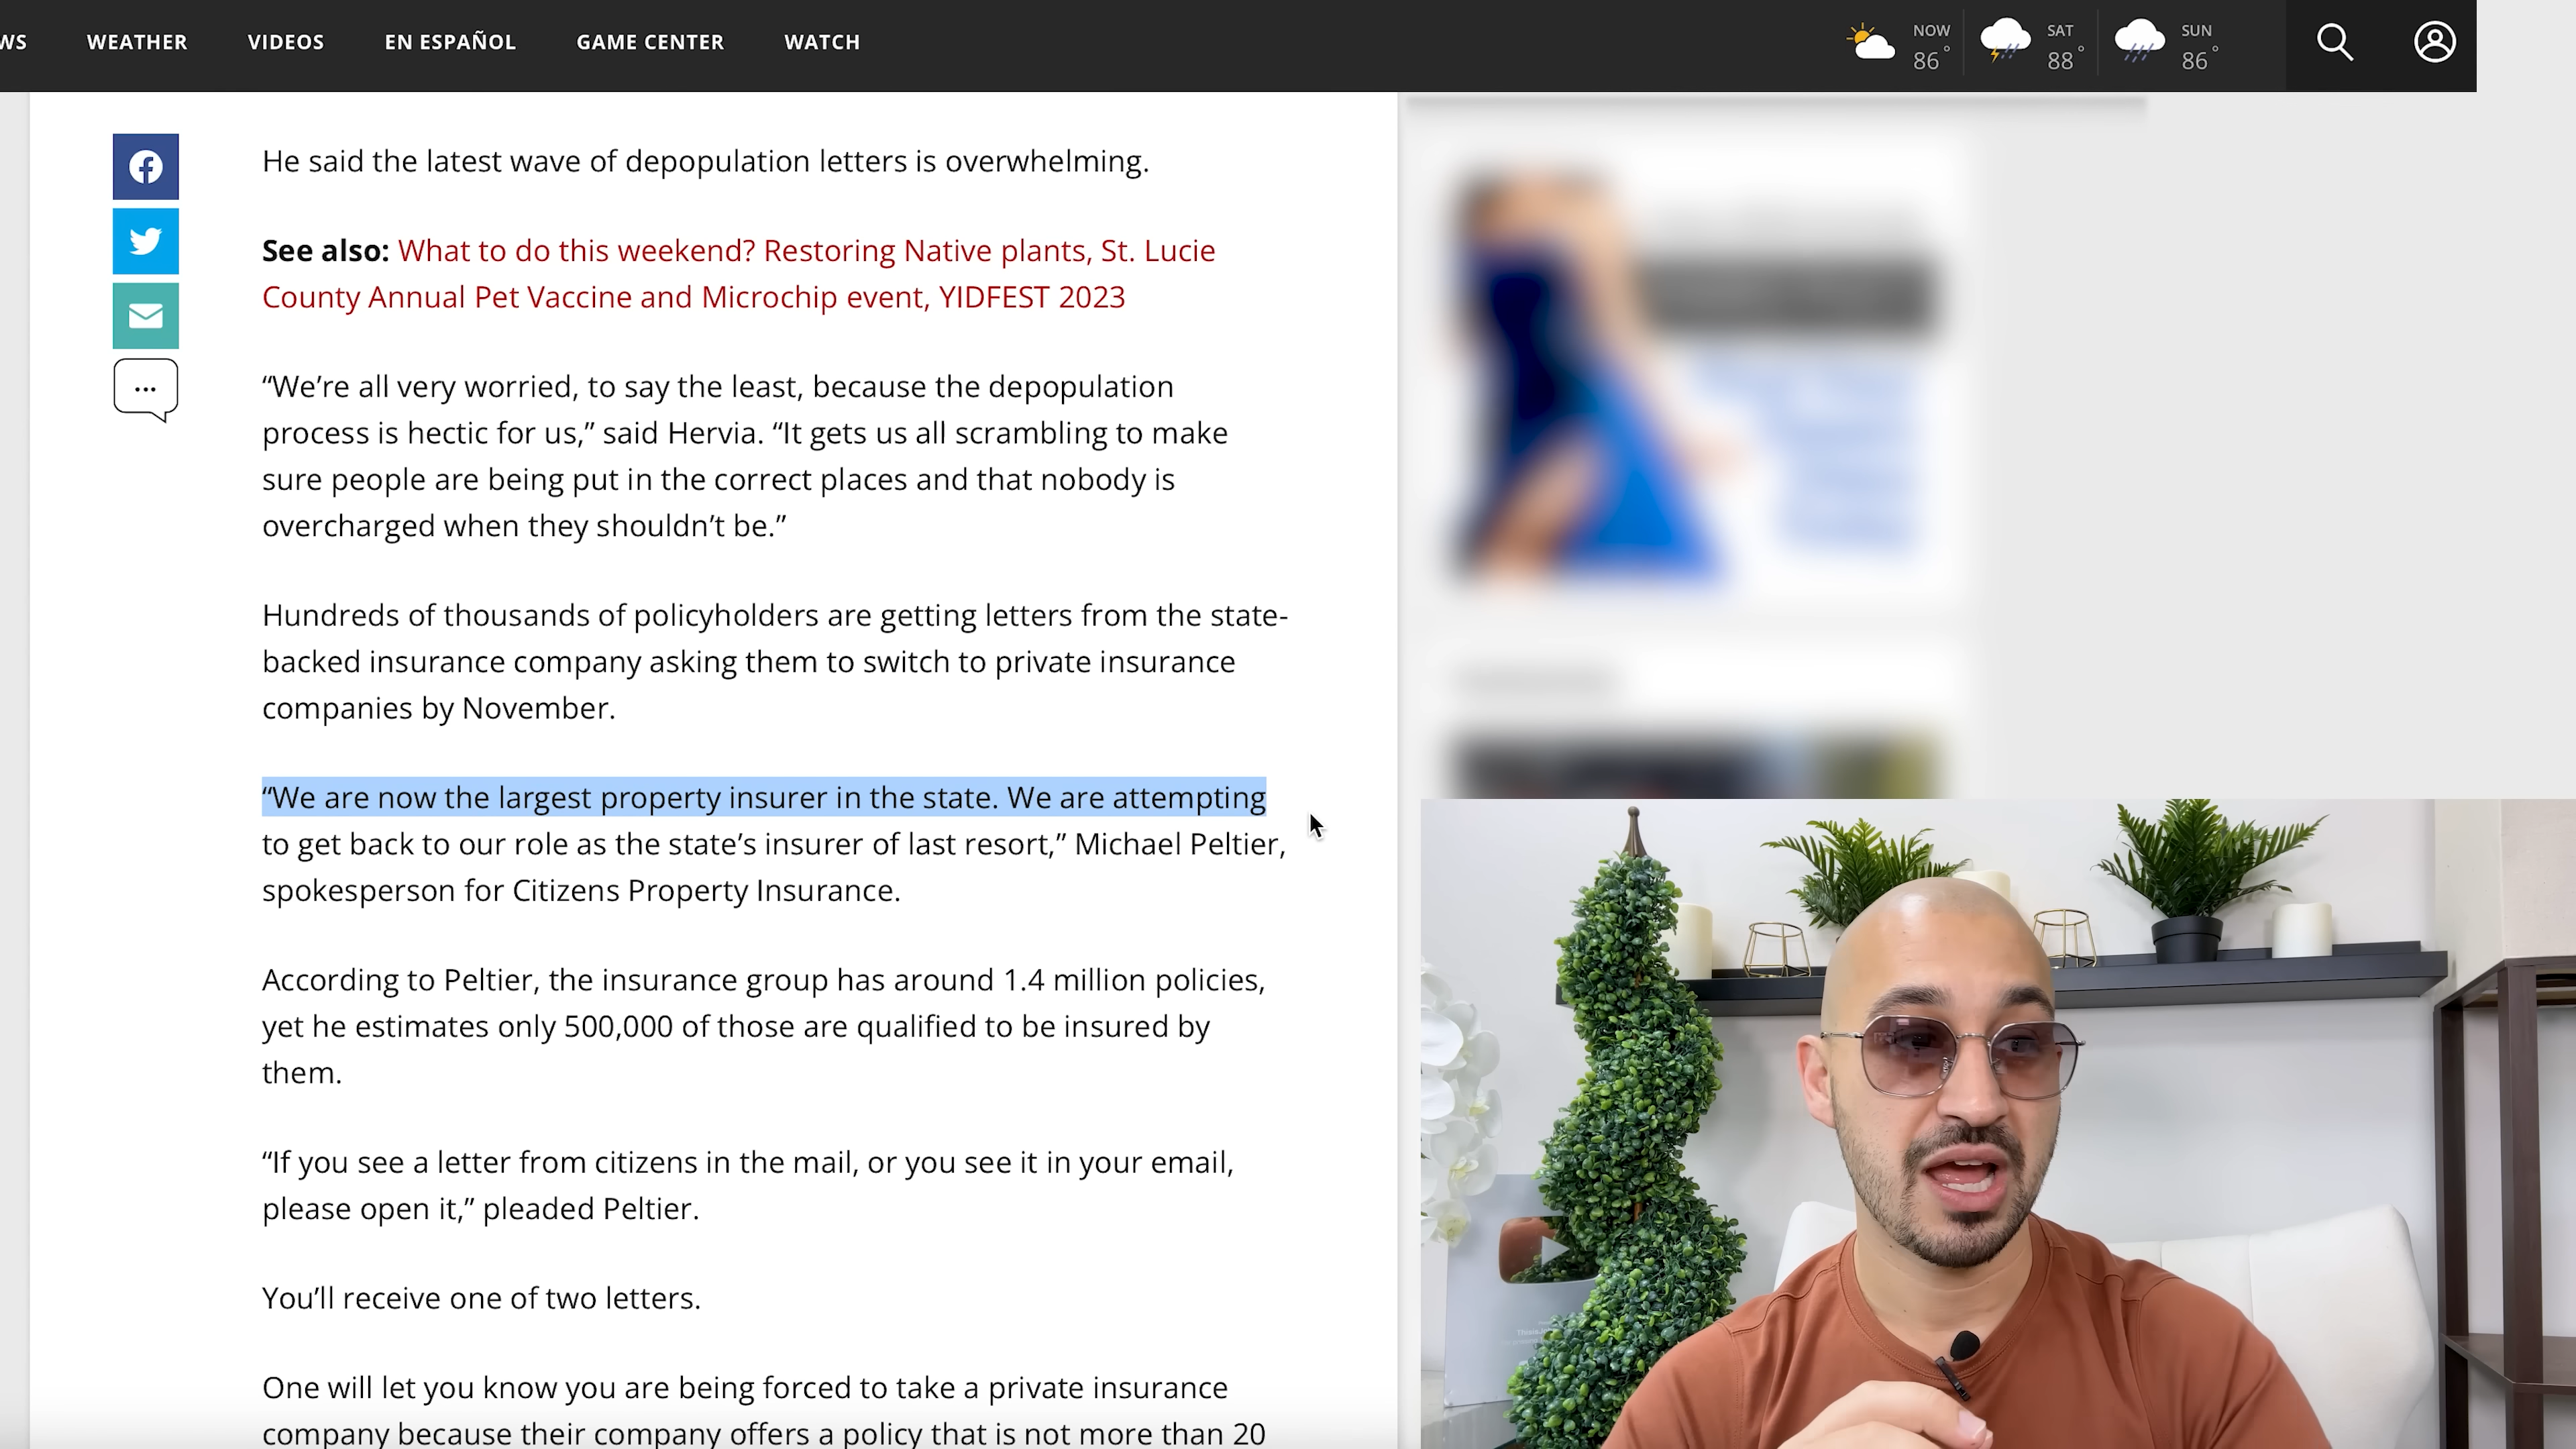 WS WEATHER VIDEOS EN ESPAÑOL GAME CENTER WATCH
NOW 86° SAT 88° SUN 86°
He said the latest wave of depopulation letters is overwhelming.
See also: What to do this weekend? Restoring Native plants, St. Lucie
County Annual Pet Vaccine and Microchip event, YIDFEST 2023
“We’re all very worried, to say the least, because the depopulation
process is hectic for us,” said Hervia. “It gets us all scrambling to make
sure people are being put in the correct places and that nobody is
overcharged when they shouldn’t be.”
Hundreds of thousands of policyholders are getting letters from the state-
backed insurance company asking them to switch to private insurance
companies by November.
“We are now the largest property insurer in the state. We are attempting
to get back to our role as the state’s insurer of last resort,” Michael Peltier,
spokesperson for Citizens Property Insurance.
According to Peltier, the insurance group has around 1.4 million policies,
yet he estimates only 500,000 of those are qualified to be insured by
them.
“If you see a letter from citizens in the mail, or you see it in your email,
please open it,” pleaded Peltier.
You’ll receive one of two letters.
One will let you know you are being forced to take a private insurance
company because their company offers a policy that is not more than 20